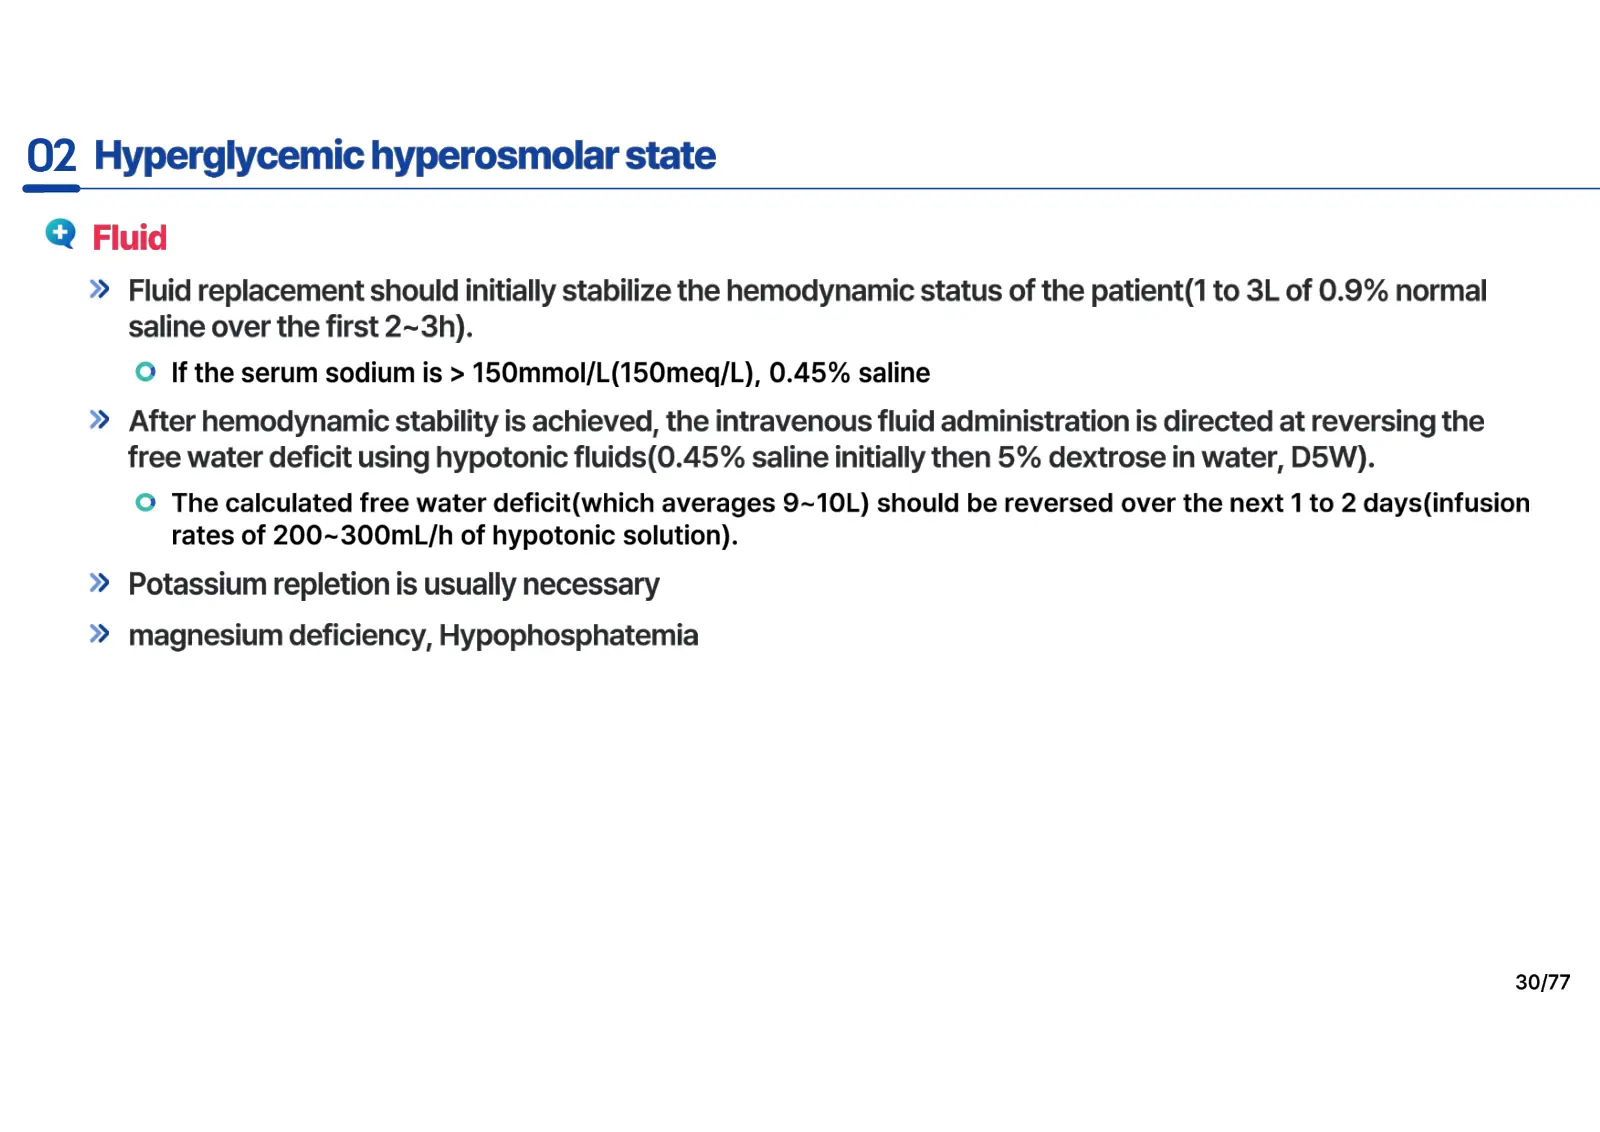 02 Hyperglycemic hyperosmolar state
Fluid
Fluid replacement should initially stabilize the hemodynamic status of the patient(1 to 3L of 0.9% normal
saline over the first 2~3h).
If the serum sodium is > 150mmol/L(150meq/L), 0.45% saline
After hemodynamic stability is achieved, the intravenous fluid administration is directed at reversing the
free water deficit using hypotonic fluids(0.45% saline initially then 5% dextrose in water, D5W).
The calculated free water deficit(which averages 9~10L) should be reversed over the next 1 to 2 days(infusion
rates of 200~300mL/h of hypotonic solution).
Potassium repletion is usually necessary
magnesium deficiency, Hypophosphatemia
30/77